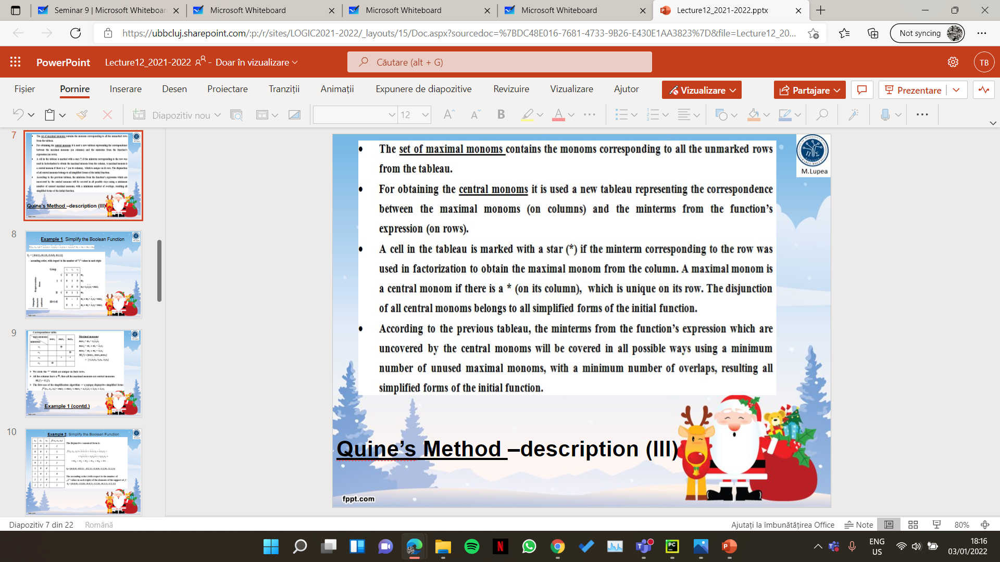 Seminar 9 | Microsoft Whiteboar
Microsoft Whiteboard
Microsoft Whiteboard
Microsoft Whiteboard
Lecture12_2021-2022.pptx
https://ubbcluj.sharepoint.com/:p:/r/sites/LOGIC2021-2022/_layouts/15/Doc.aspx?sourcedoc=%7BDC48E016-7681-4733-9B26-E430E1AA3823%7D&file=Lecture12_20...
Not syncing
PowerPoint
Lecture12_2021-2022 - Doar în vizualizare
Căutare (alt + G)
TB
Fișier Pornire Inserare Desen Proiectare Tranziții Animații Expunere de diapozitive Revizuire Vizualizare Ajutor
Vizualizare
Partajare
Prezentare
Diapozitiv nou
12
7
Quine's Method –description (III)
8
Example 1. Simplify the Boolean Function
9
Example 1 (contd.)
10
Example 2. Simplify the Boolean Function
The set of maximal monoms contains the monoms corresponding to all the unmarked rows
from the tableau.
For obtaining the central monoms it is used a new tableau representing the correspondence
between the maximal monoms (on columns) and the minterms from the function's
expression (on rows).
A cell in the tableau is marked with a star (*) if the minterm corresponding to the row was
used in factorization to obtain the maximal monom from the column. A maximal monom is
a central monom if there is a * (on its column), which is unique on its row. The disjunction
of all central monoms belongs to all simplified forms of the initial function.
According to the previous tableau, the minterms from the function's expression which are
uncovered by the central monoms will be covered in all possible ways using a minimum
number of unused maximal monoms, with a minimum number of overlaps, resulting all
simplified forms of the initial function.
M.Lupea
Quine's Method –description (III)
fppt.com
Diapozitiv 7 din 22
Română
Ajutați la îmbunătățirea Office
Note
80%
ENG
US
18:16
03/01/2022